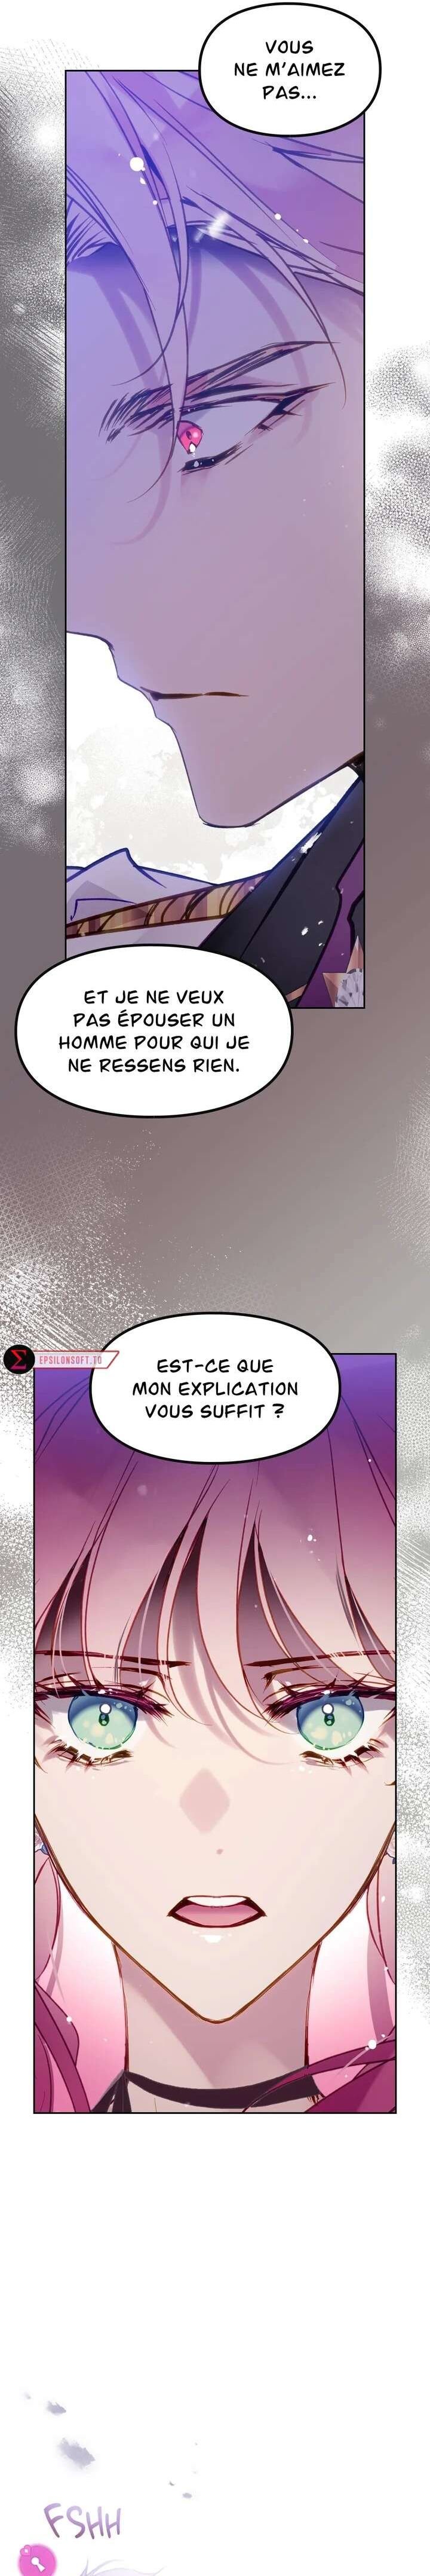 VOUS
NE M'AIMEZ
PAS...
ET JE NE VEUX
PAS ÉPOUSER UN
HOMME POUR QUI JE
NE RESSENS RIEN.
EPSILONSOFT.TO
EST-CE QUE
MON EXPLICATION
VOUS SUFFIT ?
FSHH